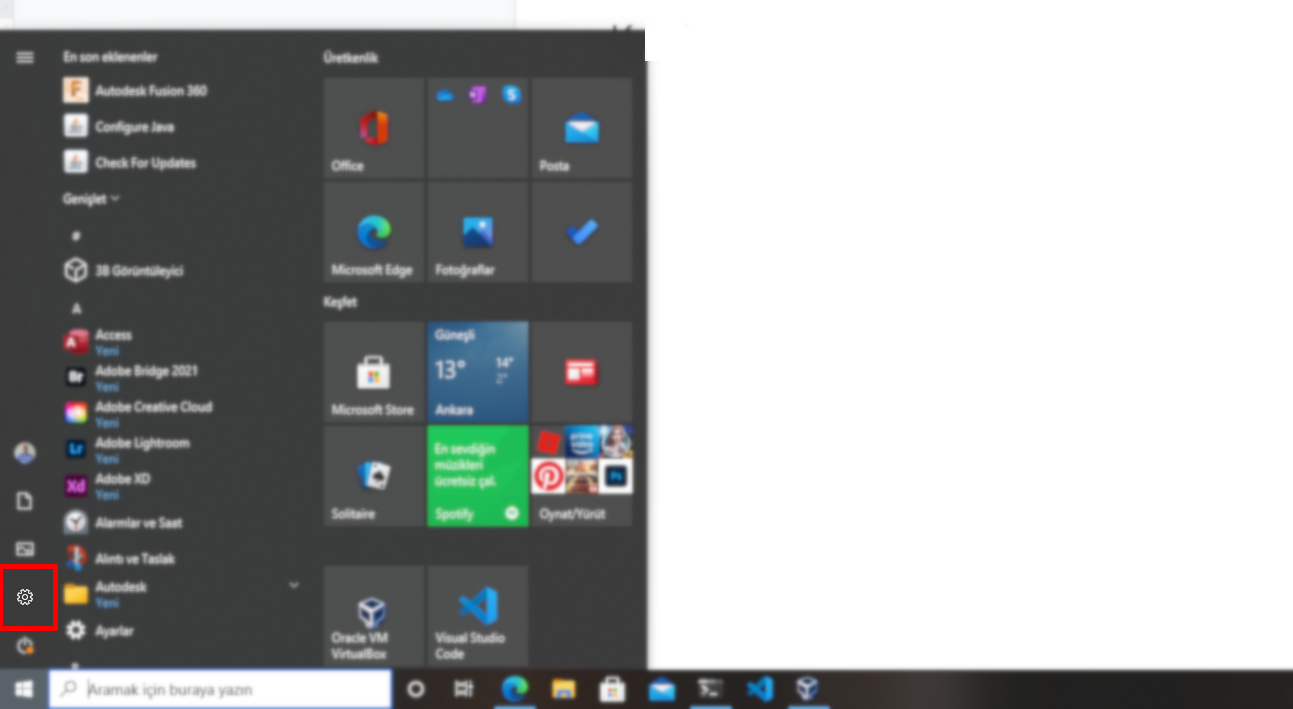 En son eklenenler
Autodesk Fusion 360
Configure Java
Check For Updates
Genişlet
#
3B Görüntüleyici
A
Access
Yeni
Adobe Bridge 2021
Yeni
Adobe Creative Cloud
Yeni
Adobe Lightroom
Yeni
Adobe XD
Yeni
Alarmlar ve Saat
Alıntı ve Taslak
Autodesk
Yeni
Ayarlar
Üretkenlik
Office
Posta
Microsoft Edge
Fotoğraflar
Keşfet
Microsoft Store
Güneşli
13°
14°
2°
Ankara
Solitaire
En sevdiğin
müzikleri
ücretsiz çal.
Spotify
prime
video
Oynat/Yürüt
Oracle VM
VirtualBox
Visual Studio
Code
Aramak için buraya yazın